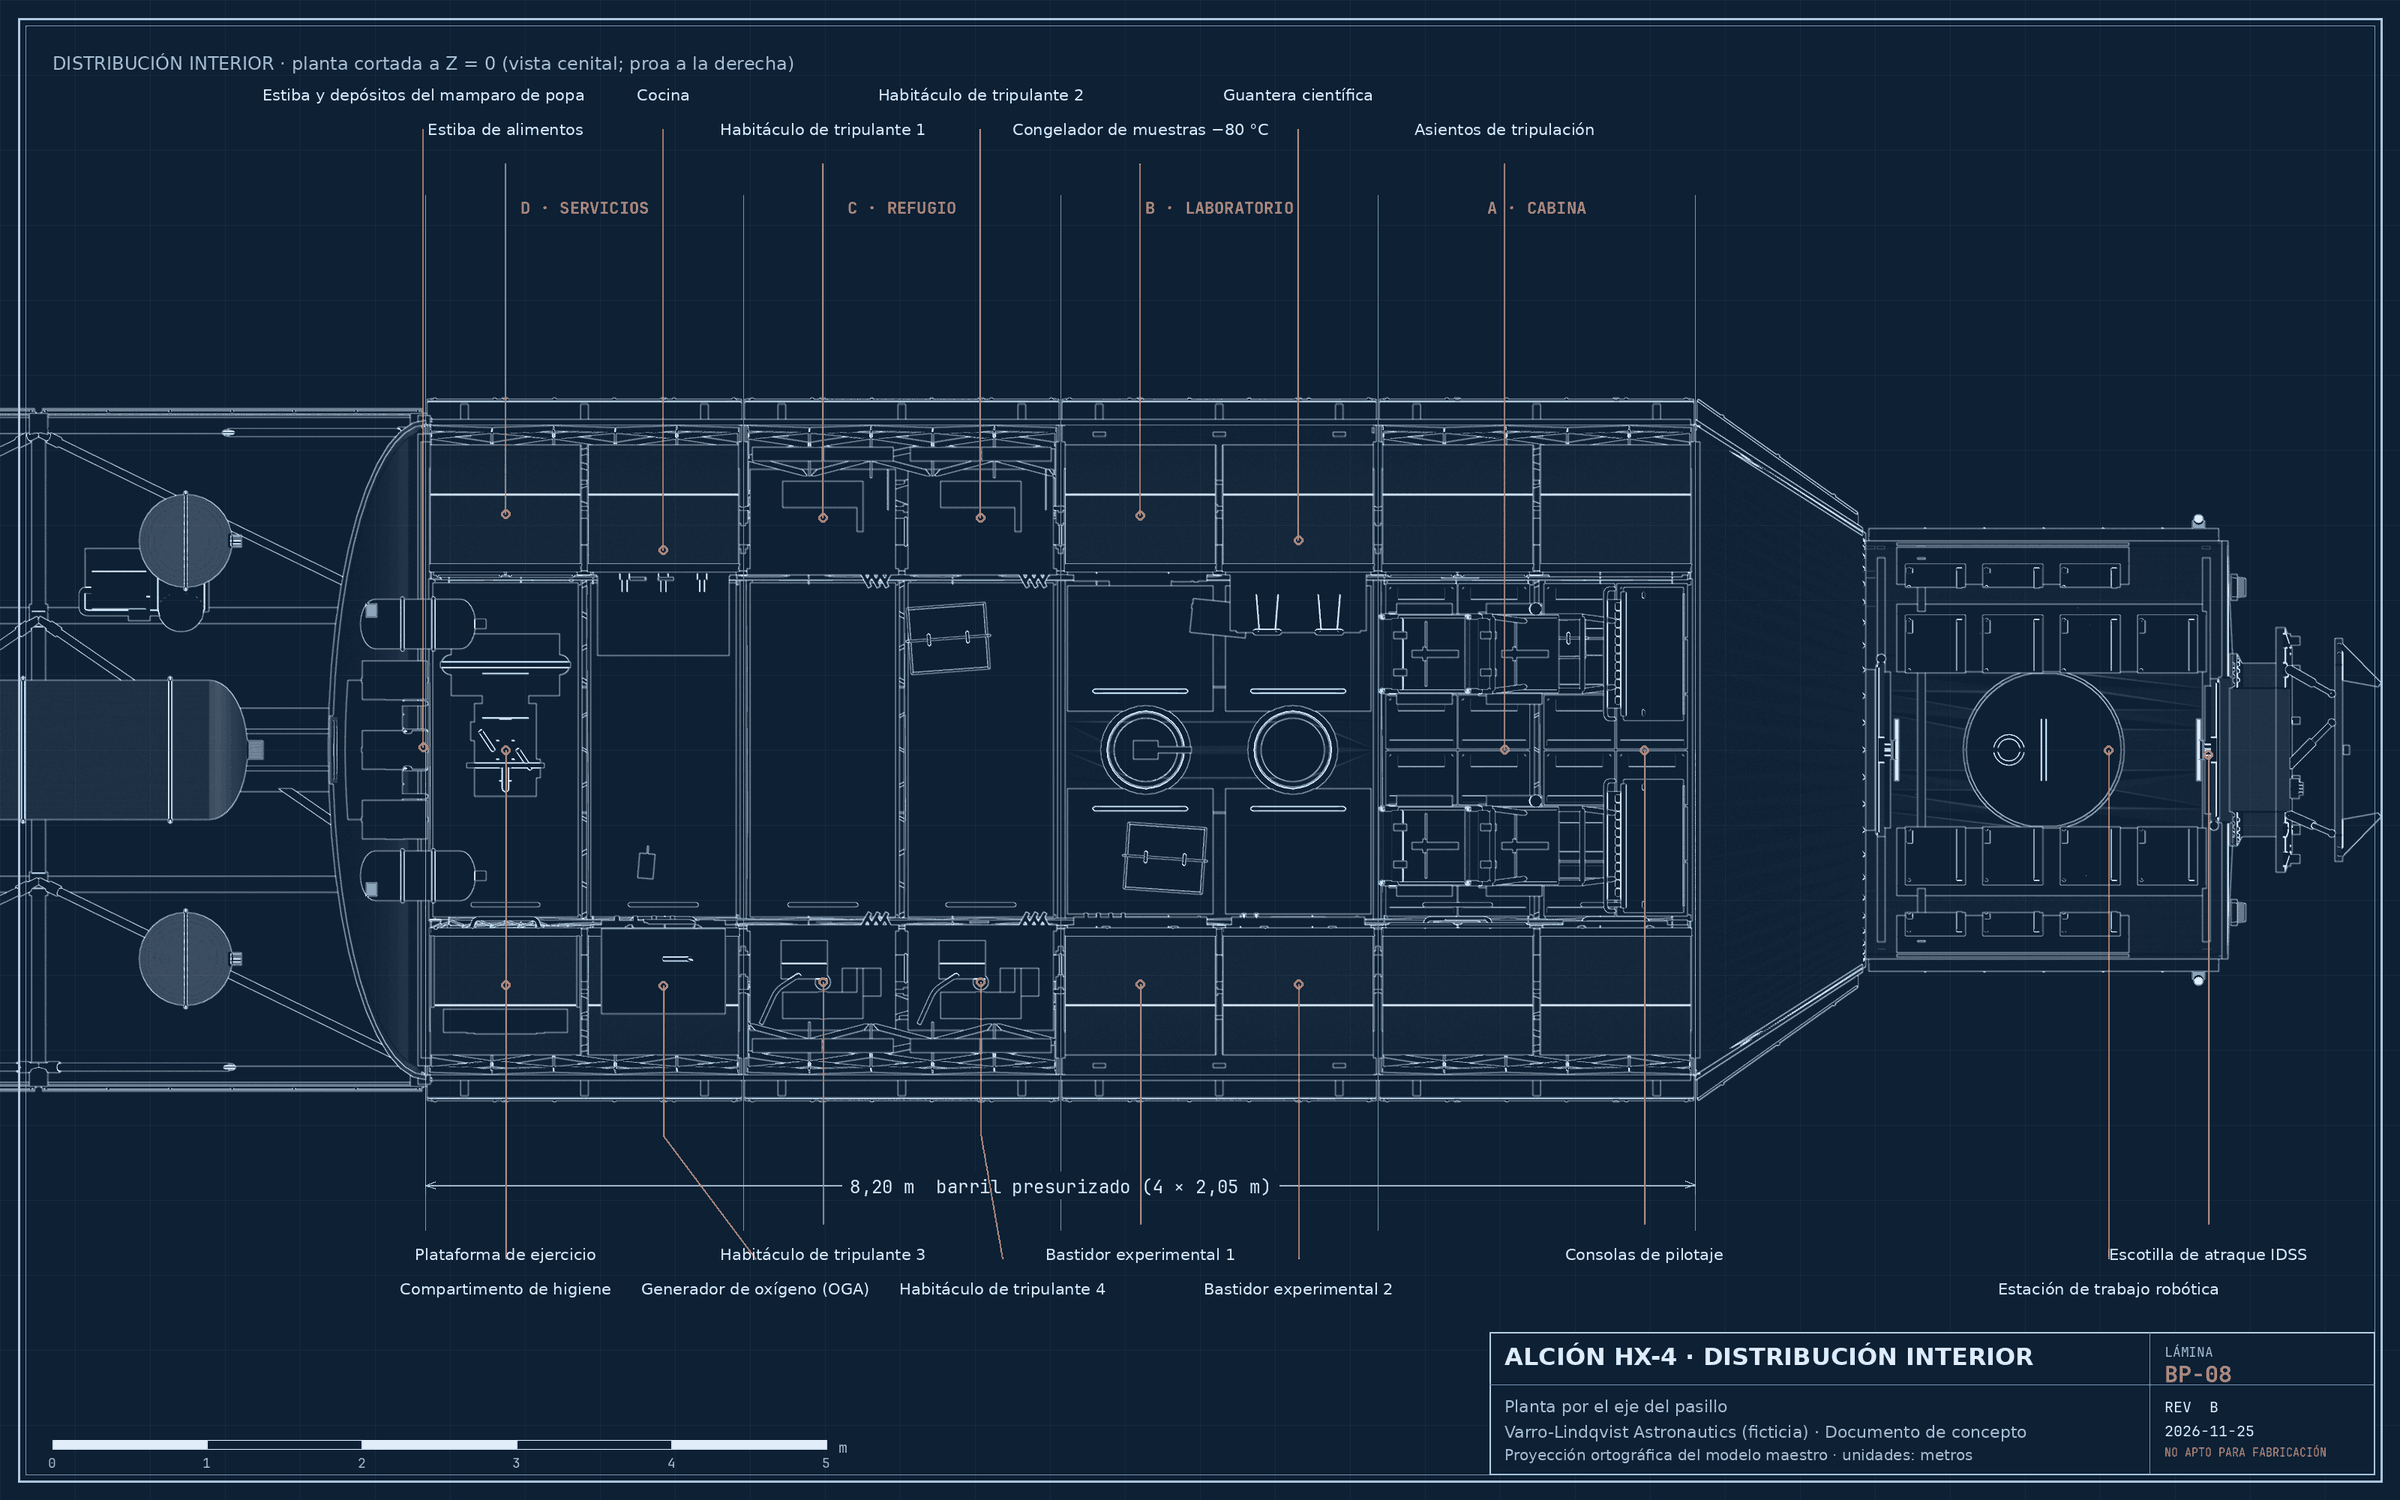 DISTRIBUCIÓN INTERIOR · planta cortada a Z = 0 (vista cenital; proa a la derecha)
Estiba y depósitos del mamparo de popa
Cocina
Habitáculo de tripulante 2
Guantera científica
Estiba de alimentos
Habitáculo de tripulante 1
Congelador de muestras −80 °C
Asientos de tripulación
D · SERVICIOS
C · REFUGIO
B · LABORATORIO
A · CABINA
8,20 m barril presurizado (4 × 2,05 m)
Plataforma de ejercicio
Habitáculo de tripulante 3
Bastidor experimental 1
Consolas de pilotaje
Escotilla de atraque IDSS
Compartimento de higiene
Generador de oxígeno (OGA)
Habitáculo de tripulante 4
Bastidor experimental 2
Estación de trabajo robótica
ALCIÓN HX-4 · DISTRIBUCIÓN INTERIOR
LÁMINA
BP-08
Planta por el eje del pasillo
Varro-Lindqvist Astronautics (ficticia) · Documento de concepto
Proyección ortográfica del modelo maestro · unidades: metros
REV B
2026-11-25
NO APTO PARA FABRICACIÓN
m
0 1 2 3 4 5